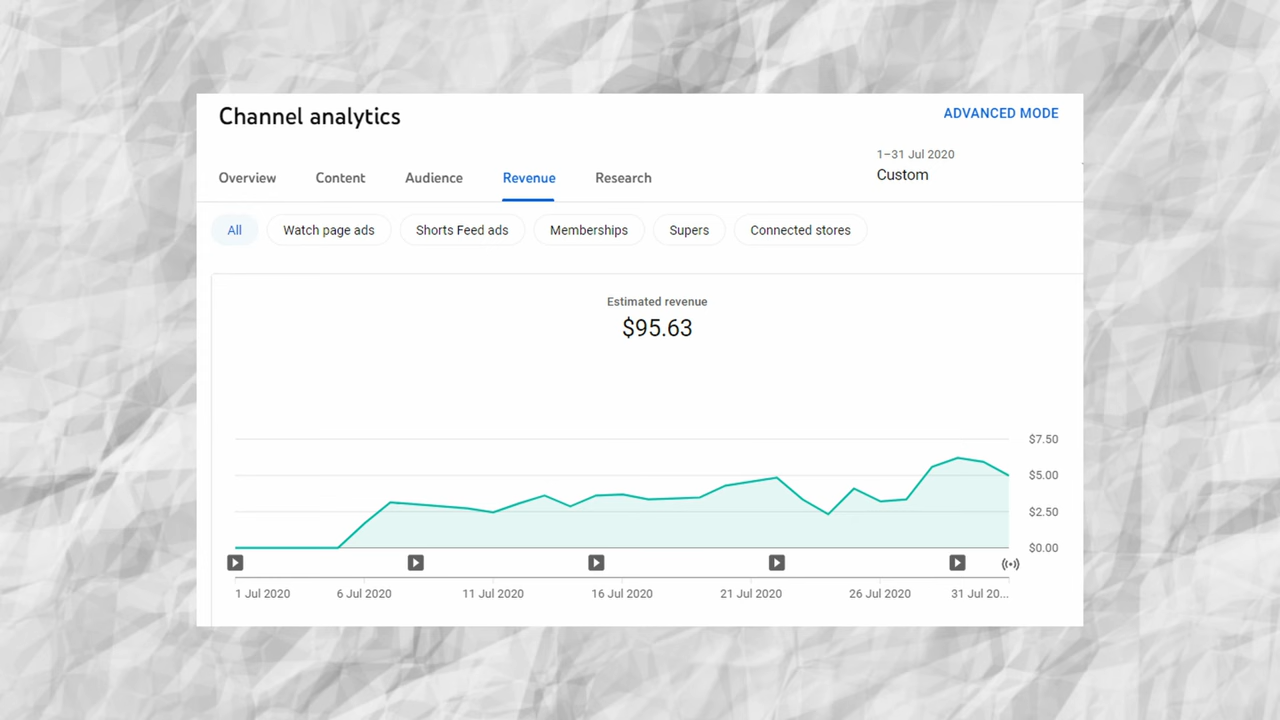 Channel analytics
ADVANCED MODE
1–31 Jul 2020
Custom
Overview Content Audience Revenue Research
All Watch page ads Shorts Feed ads Memberships Supers Connected stores
Estimated revenue
$95.63
$7.50
$5.00
$2.50
$0.00
1 Jul 2020 6 Jul 2020 11 Jul 2020 16 Jul 2020 21 Jul 2020 26 Jul 2020 31 Jul 20...